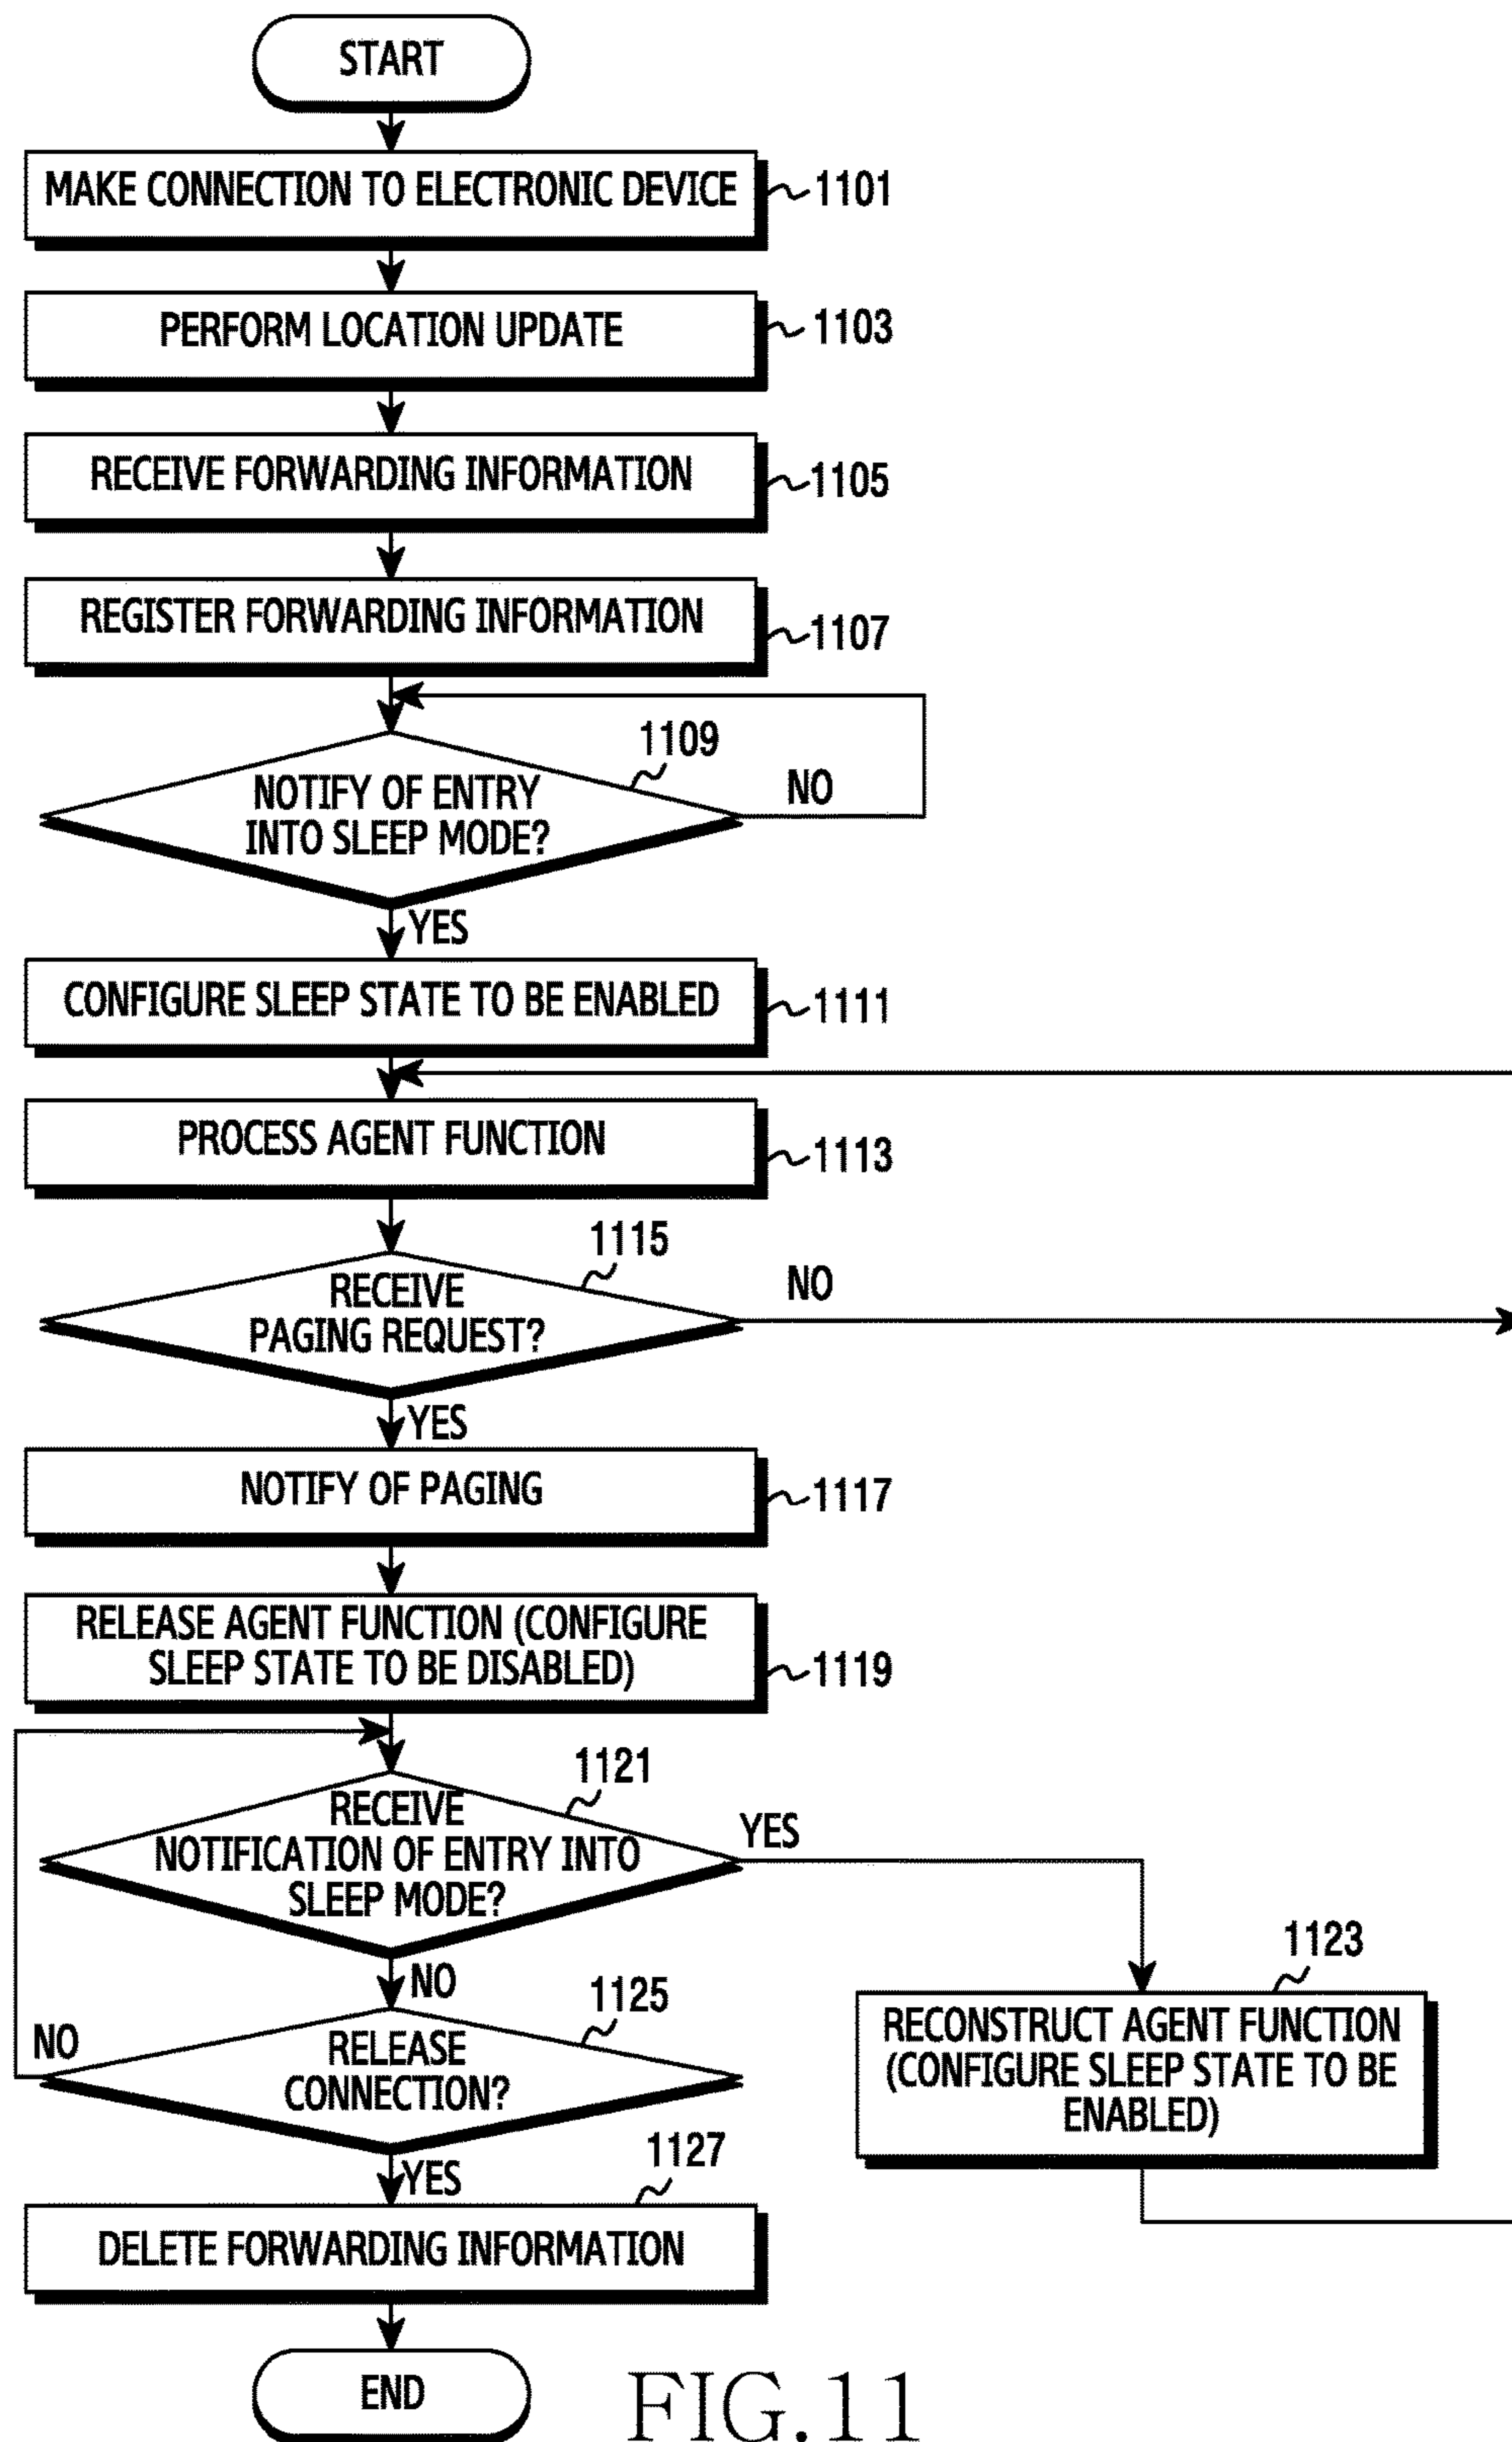 START
MAKE CONNECTION TO ELECTRONIC DEVICE
1101
PERFORM LOCATION UPDATE
1103
RECEIVE FORWARDING INFORMATION
1105
REGISTER FORWARDING INFORMATION
1107
1109
NOTIFY OF ENTRY
INTO SLEEP MODE?
NO
YES
CONFIGURE SLEEP STATE TO BE ENABLED
1111
PROCESS AGENT FUNCTION
1113
1115
RECEIVE
PAGING REQUEST?
NO
YES
NOTIFY OF PAGING
1117
RELEASE AGENT FUNCTION (CONFIGURE
SLEEP STATE TO BE DISABLED)
1119
1121
RECEIVE
NOTIFICATION OF ENTRY INTO
SLEEP MODE?
YES
NO
1123
RECONSTRUCT AGENT FUNCTION
(CONFIGURE SLEEP STATE TO BE
ENABLED)
1125
RELEASE
CONNECTION?
NO
YES
1127
DELETE FORWARDING INFORMATION
END
FIG.11